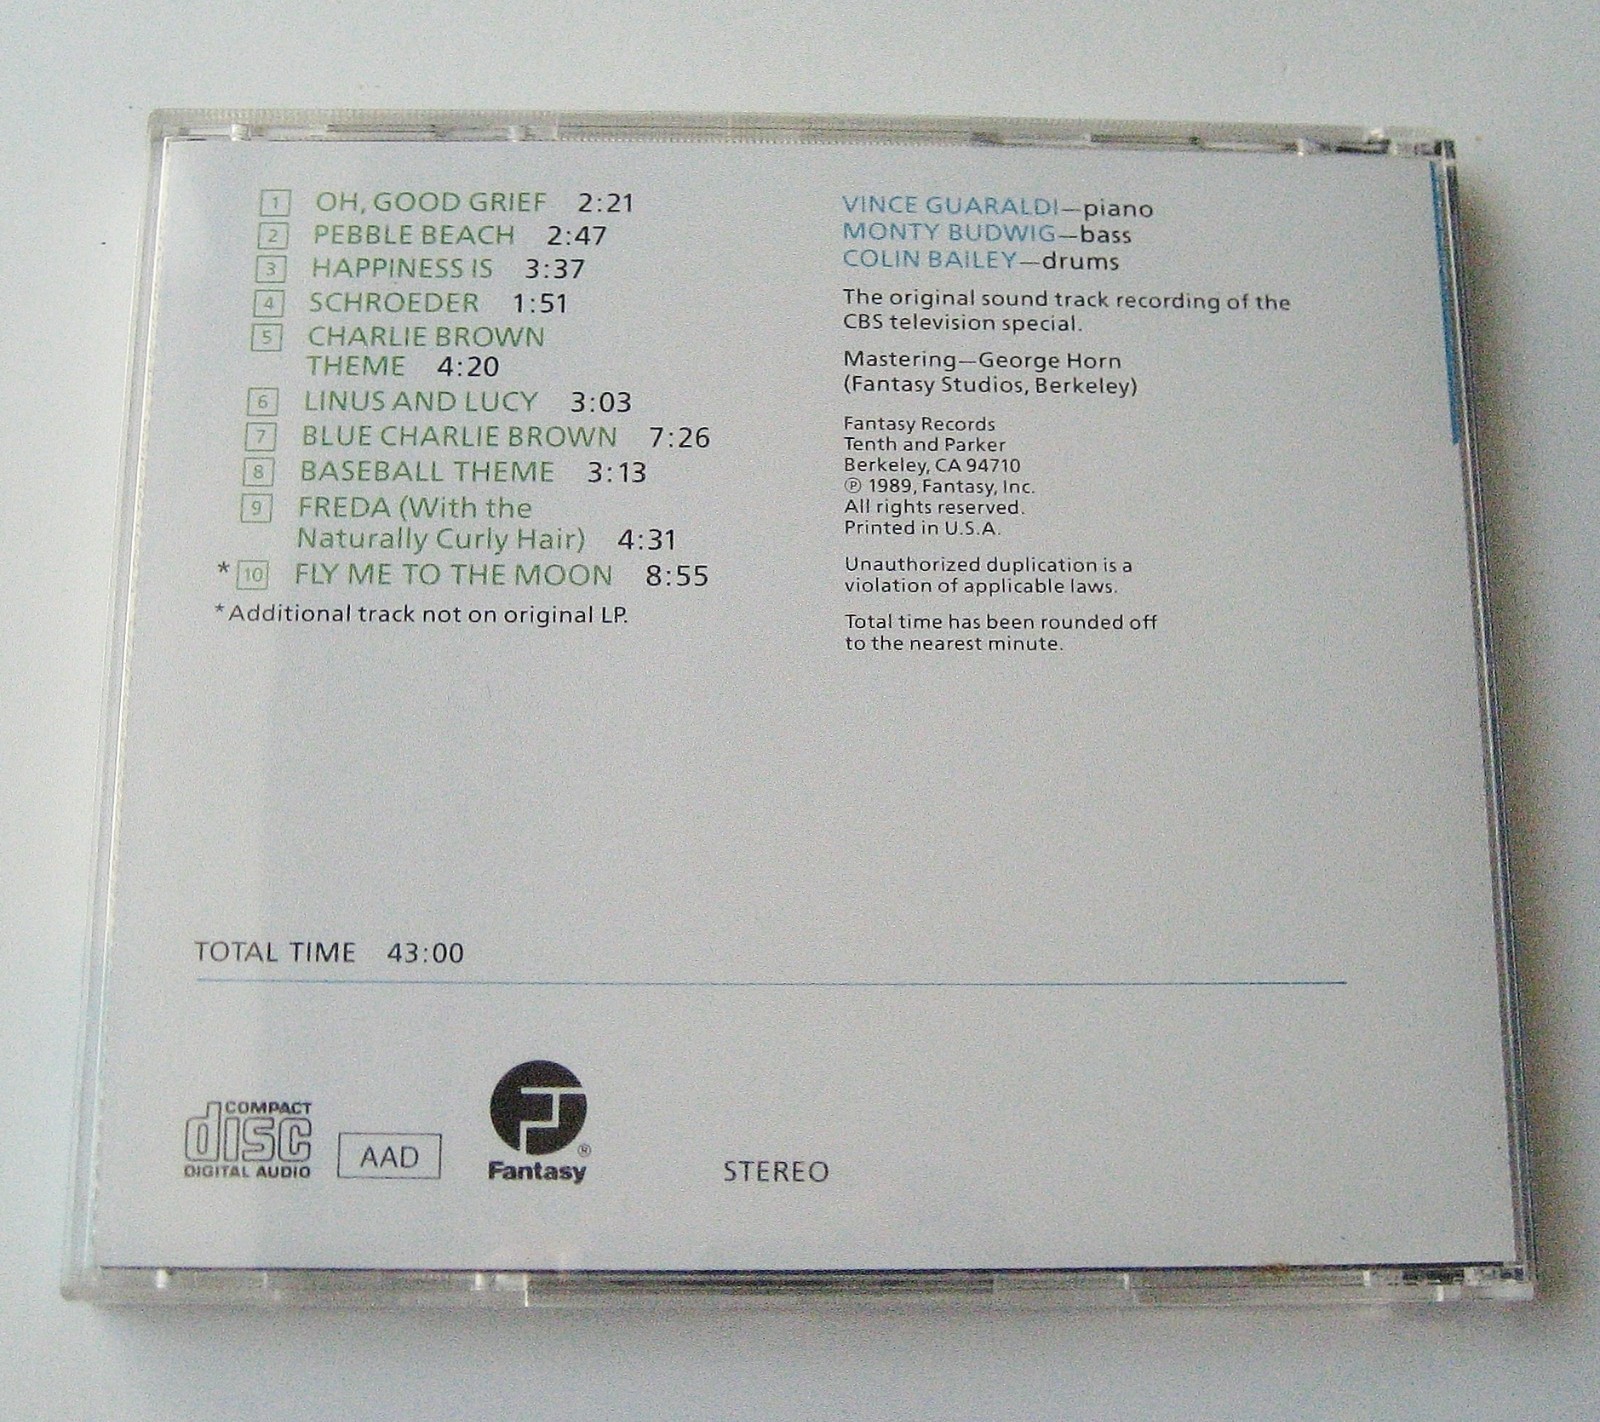 1 OH, GOOD GRIEF 2:21
2 PEBBLE BEACH 2:47
3 HAPPINESS IS 3:37
4 SCHROEDER 1:51
5 CHARLIE BROWN
THEME 4:20
6 LINUS AND LUCY 3:03
7 BLUE CHARLIE BROWN 7:26
8 BASEBALL THEME 3:13
9 FREDA (With the
Naturally Curly Hair) 4:31
* 10 FLY ME TO THE MOON 8:55
*Additional track not on original LP.
VINCE GUARALDI—piano
MONTY BUDWIG—bass
COLIN BAILEY—drums
The original sound track recording of the
CBS television special.
Mastering—George Horn
(Fantasy Studios, Berkeley)
Fantasy Records
Tenth and Parker
Berkeley, CA 94710
℗ 1989, Fantasy, Inc.
All rights reserved.
Printed in U.S.A.
Unauthorized duplication is a
violation of applicable laws.
Total time has been rounded off
to the nearest minute.
TOTAL TIME 43:00
COMPACT
disc
DIGITAL AUDIO
AAD
F ®
Fantasy
STEREO